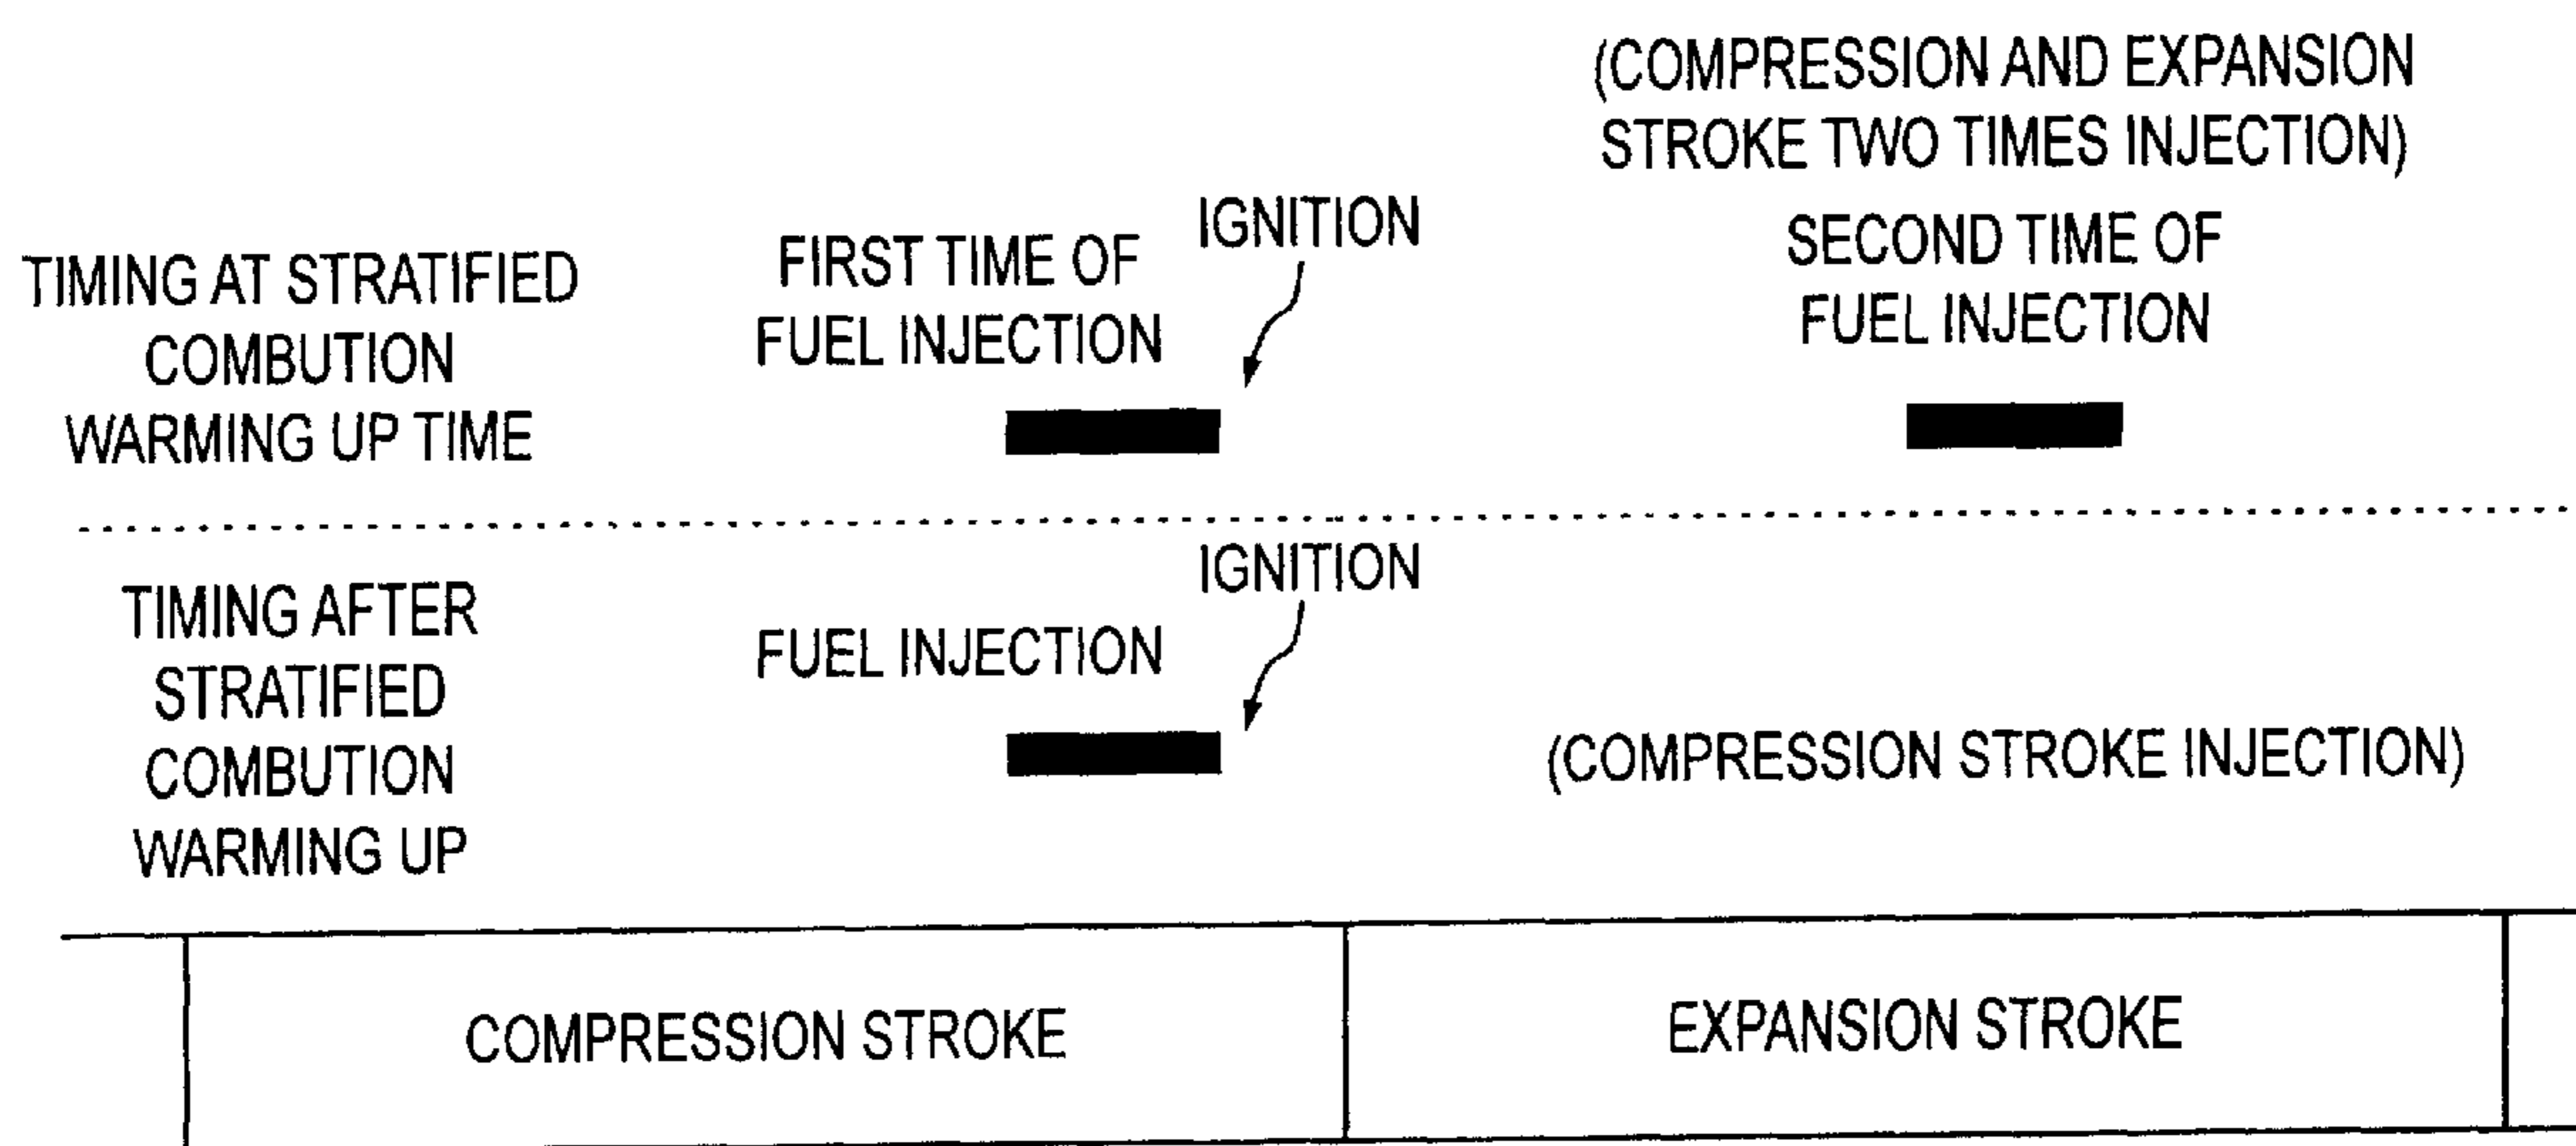 (COMPRESSION AND EXPANSION
STROKE TWO TIMES INJECTION)
TIMING AT STRATIFIED
COMBUTION
WARMING UP TIME
FIRST TIME OF
FUEL INJECTION
IGNITION
SECOND TIME OF
FUEL INJECTION
TIMING AFTER
STRATIFIED
COMBUTION
WARMING UP
FUEL INJECTION
IGNITION
(COMPRESSION STROKE INJECTION)
COMPRESSION STROKE
EXPANSION STROKE